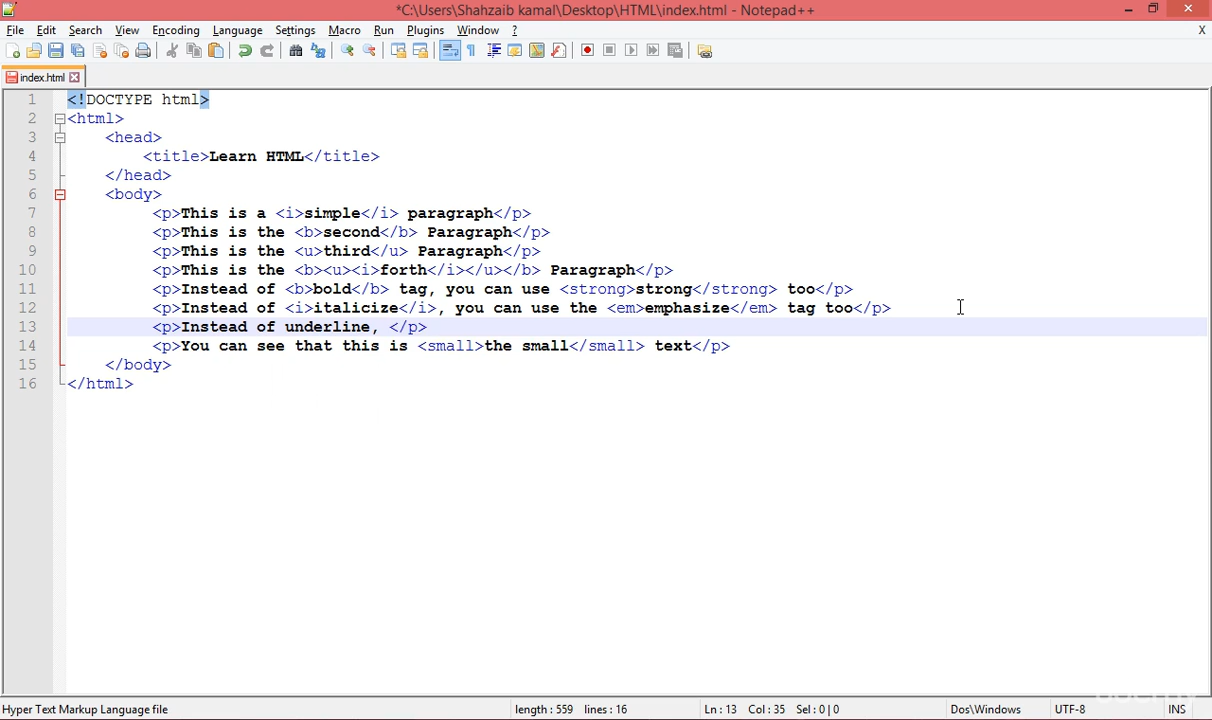 *C:\Users\Shahzaib kamal\Desktop\HTML\index.html - Notepad++
File Edit Search View Encoding Language Settings Macro Run Plugins Window ? X
index.html
1 <!DOCTYPE html>
2 <html>
3 <head>
4 <title>Learn HTML</title>
5 </head>
6 <body>
7 <p>This is a <i>simple</i> paragraph</p>
8 <p>This is the <b>second</b> Paragraph</p>
9 <p>This is the <u>third</u> Paragraph</p>
10 <p>This is the <b><u><i>forth</i></u></b> Paragraph</p>
11 <p>Instead of <b>bold</b> tag, you can use <strong>strong</strong> too</p>
12 <p>Instead of <i>italicize</i>, you can use the <em>emphasize</em> tag too</p>
13 <p>Instead of underline, </p>
14 <p>You can see that this is <small>the small</small> text</p>
15 </body>
16 </html>
Hyper Text Markup Language file length : 559 lines : 16 Ln : 13 Col : 35 Sel : 0 | 0 Dos\Windows UTF-8 INS